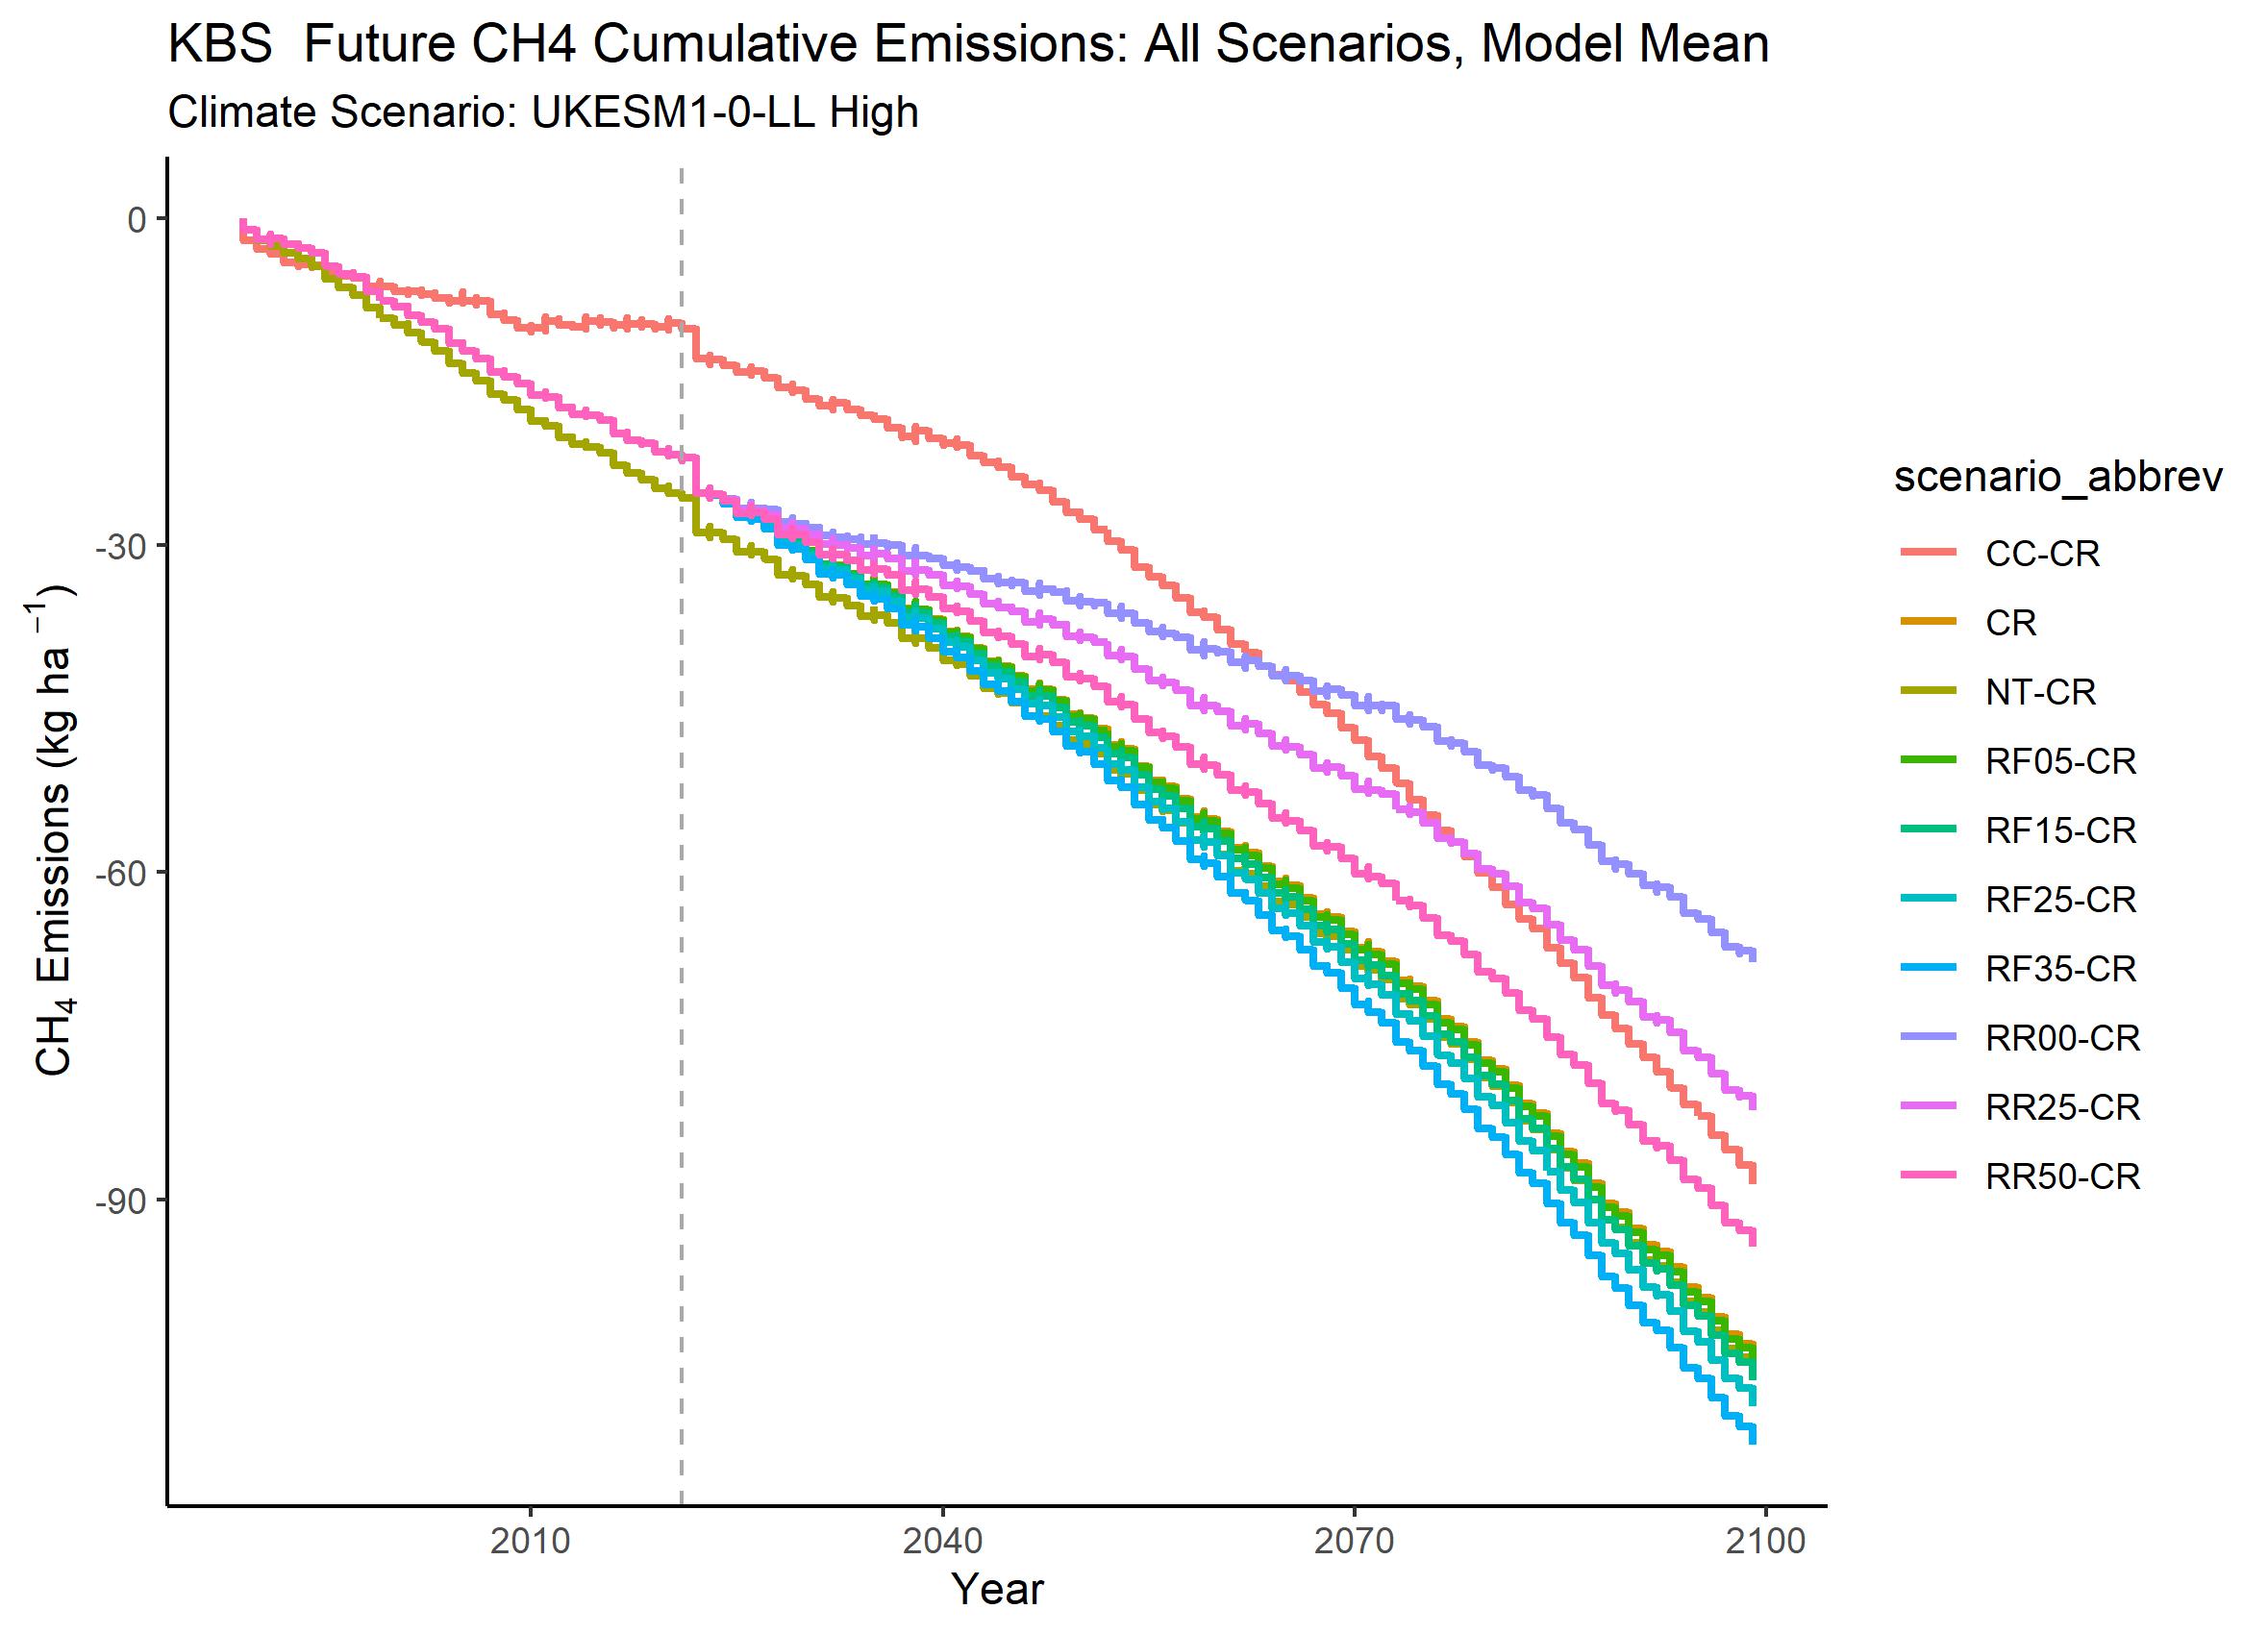 KBS  Future CH4 Cumulative Emissions: All Scenarios, Model Mean
Climate Scenario: UKESM1-0-LL High
CH₄ Emissions (kg ha ⁻¹)
0
-30
-60
-90
2010
2040
2070
2100
Year
scenario_abbrev
CC-CR
CR
NT-CR
RF05-CR
RF15-CR
RF25-CR
RF35-CR
RR00-CR
RR25-CR
RR50-CR